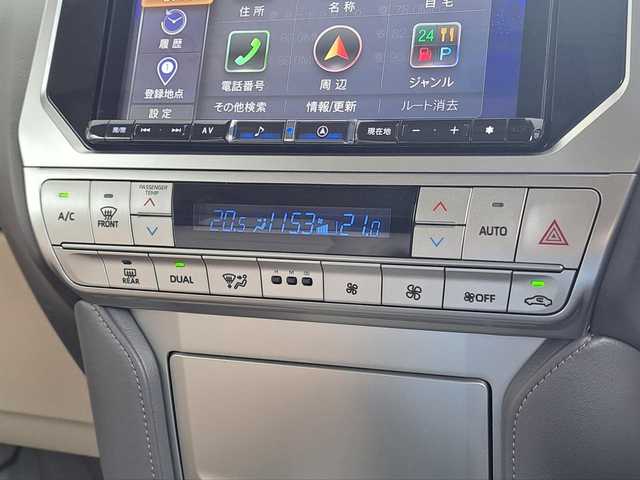 住所 名称 自宅
履歴
登録地点
設定
電話番号 周辺 ジャンル
その他検索 情報/更新 ルート消去
AV 現在地 − + ✱
A/C FRONT PASSENGER TEMP 20.5 11:53 21.0 AUTO
REAR DUAL H M OFF